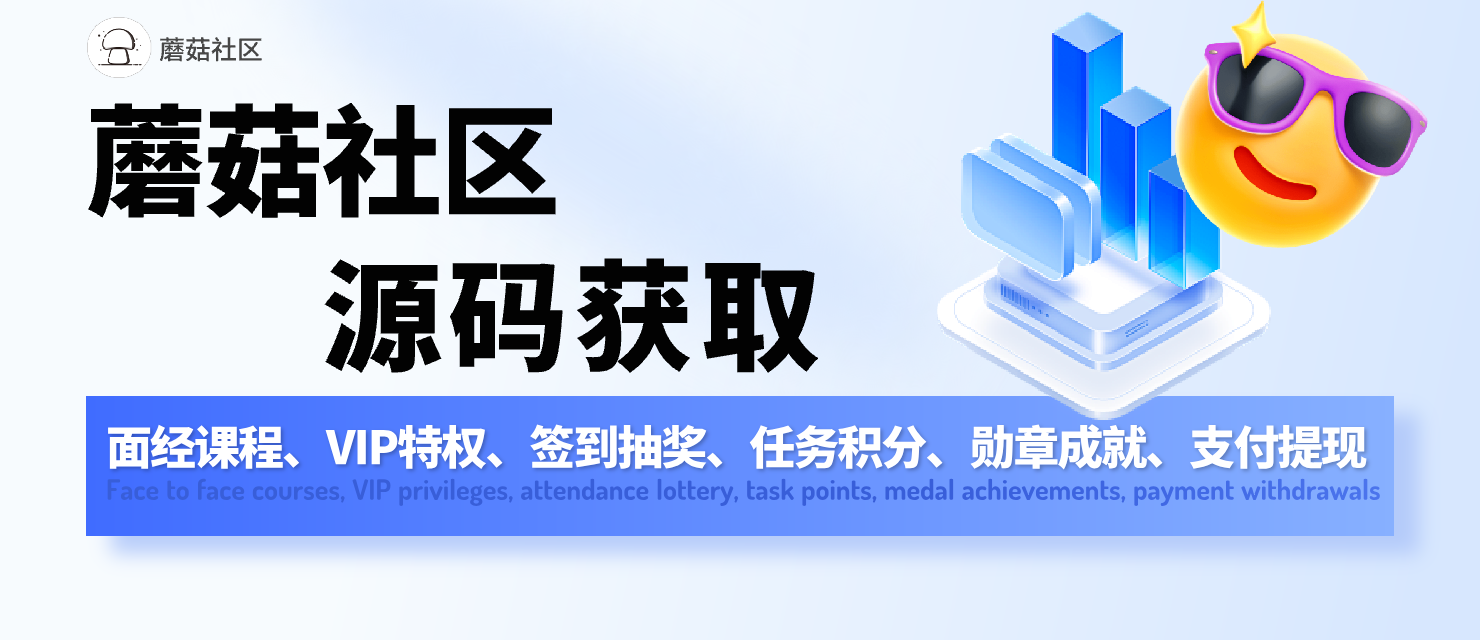 蘑菇社区
蘑菇社区
源码获取
面经课程、VIP特权、签到抽奖、任务积分、勋章成就、支付提现
Face to face courses, VIP privileges, attendance lottery, task points, medal achievements, payment withdrawals